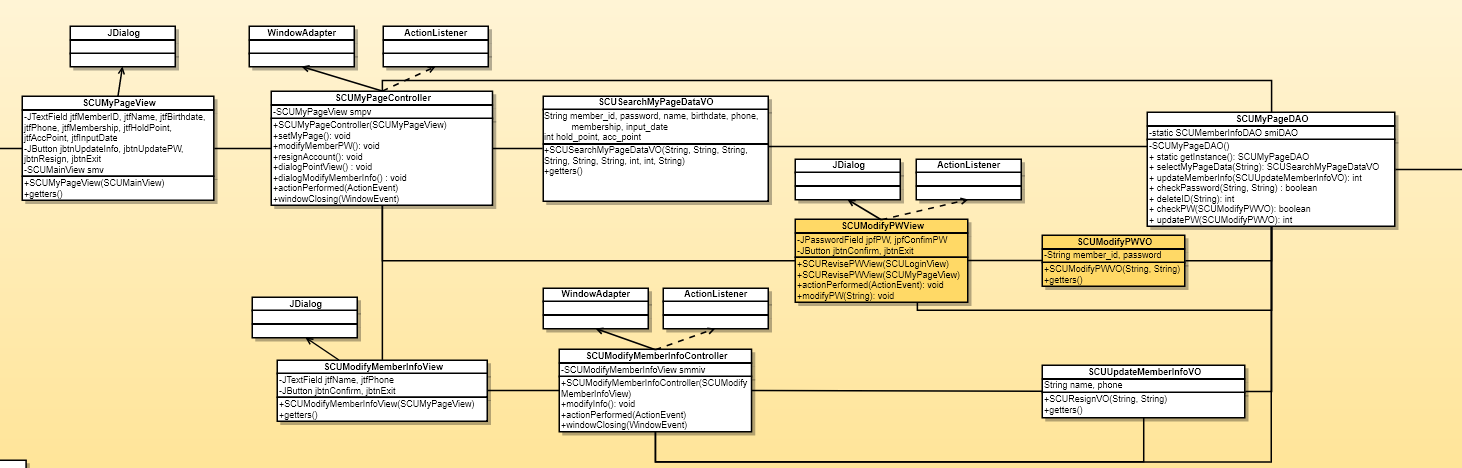 JDialog
WindowAdapter
ActionListener
SCUMyPageView
-JTextField jtfMemberID, jtfName, jtfBirthdate,
jtfPhone, jtfMembership, jtfHoldPoint,
jtfAccPoint, jtfInputDate
-JButton jbtnUpdateInfo, jbtnUpdatePW,
jbtnResign, jbtnExit
-SCUMainView smv
+SCUMyPageView(SCUMainView)
+getters()
SCUMyPageController
-SCUMyPageView smpv
+SCUMyPageController(SCUMyPageView)
+setMyPage(): void
+modifyMemberPW(): void
+resignAccount(): void
+dialogPointView() : void
+dialogModifyMemberInfo() : void
+actionPerformed(ActionEvent)
+windowClosing(WindowEvent)
SCUSearchMyPageDataVO
String member_id, password, name, birthdate, phone,
membership, input_date
int hold_point, acc_point
+SCUSearchMyPageDataVO(String, String, String,
String, String, String, int, int, String)
+getters()
SCUMyPageDAO
-static SCUMemberInfoDAO smiDAO
-SCUMyPageDAO()
+ static getInstance(): SCUMyPageDAO
+ selectMyPageData(String): SCUSearchMyPageDataVO
+ updateMemberInfo(SCUUpdateMemberInfoVO): int
+ checkPassword(String, String) : boolean
+ deleteID(String): int
+ checkPW(SCUModifyPWVO): boolean
+ updatePW(SCUModifyPWVO): int
JDialog
ActionListener
SCUModifyPWView
-JPasswordField jpfPW, jpfConfimPW
-JButton jbtnConfirm, jbtnExit
+SCURevisePWView(SCULoginView)
+SCURevisePWView(SCUMyPageView)
+actionPerformed(ActionEvent): void
+modifyPW(String): void
SCUModifyPWVO
-String member_id, password
+SCUModifyPWVO(String, String)
+getters()
JDialog
WindowAdapter
ActionListener
SCUModifyMemberInfoView
-JTextField jtfName, jtfPhone
-JButton jbtnConfirm, jbtnExit
+SCUModifyMemberInfoView(SCUMyPageView)
+getters()
SCUModifyMemberInfoController
-SCUModifyMemberInfoView smmiv
+SCUModifyMemberInfoController(SCUModify
MemberInfoView)
+modifyInfo(): void
+actionPerformed(ActionEvent)
+windowClosing(WindowEvent)
SCUUpdateMemberInfoVO
String name, phone
+SCUResignVO(String, String)
+getters()